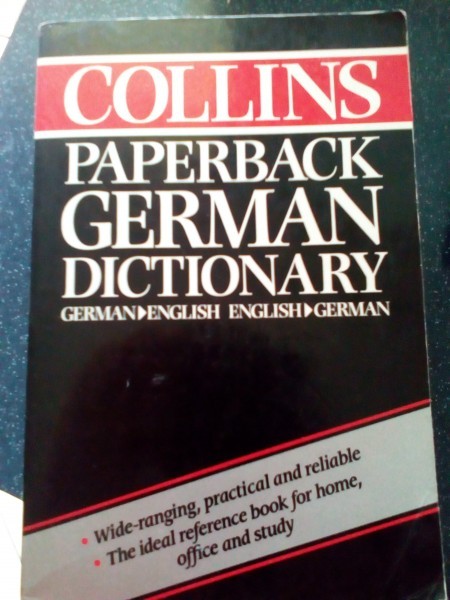 COLLINS
PAPERBACK
GERMAN
DICTIONARY
GERMAN▶ENGLISH ENGLISH▶GERMAN
• Wide-ranging, practical and reliable
• The ideal reference book for home,
office and study